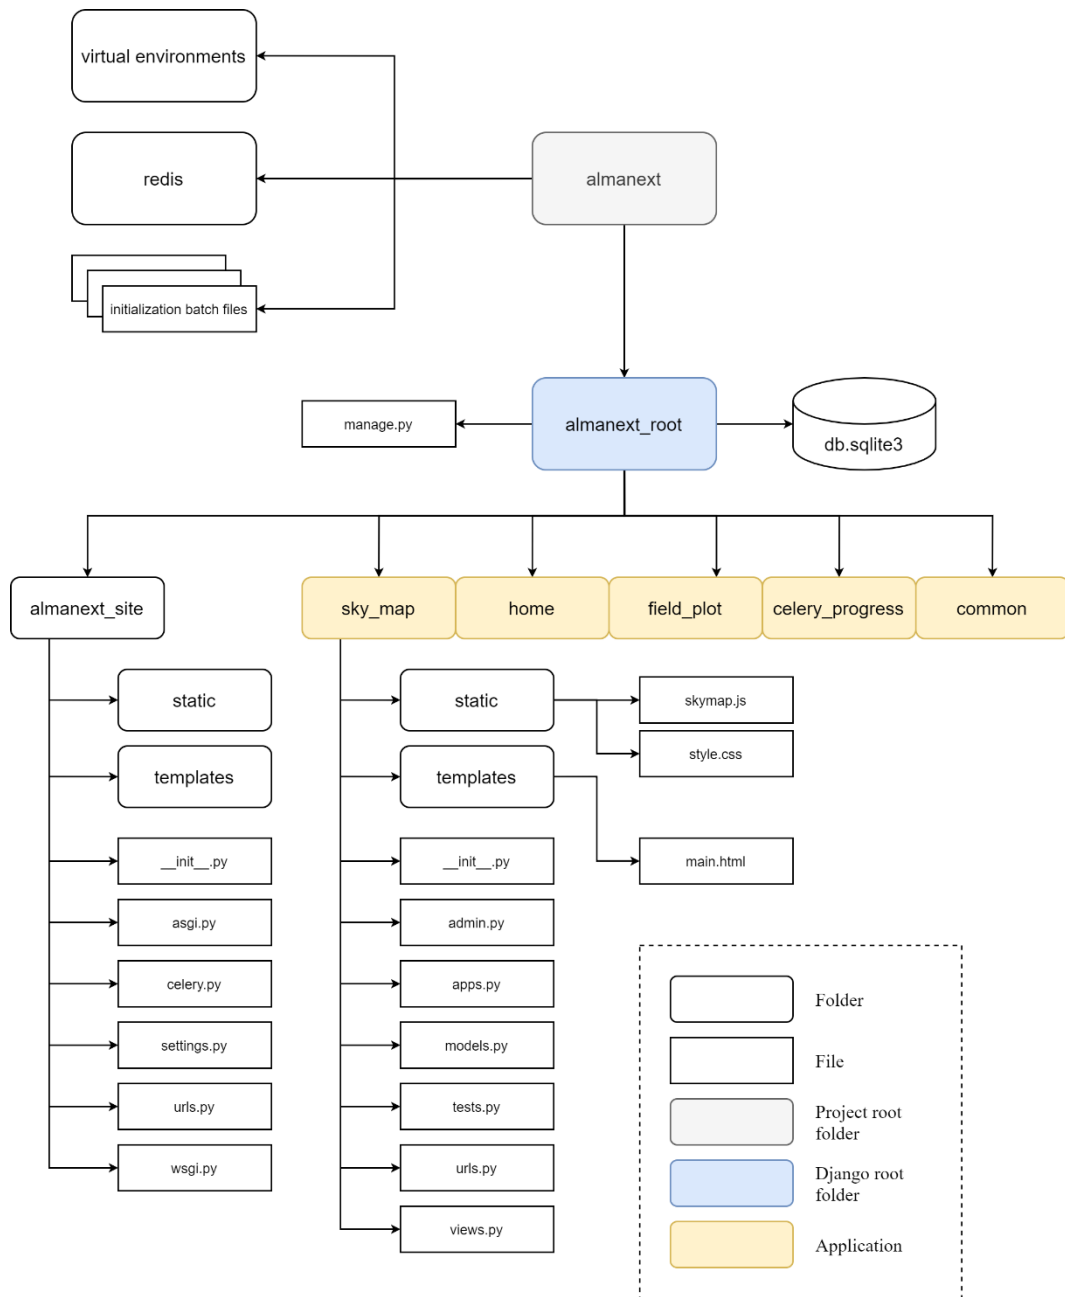 virtual environments
redis
almanext
initialization batch files
manage.py
almanext_root
db.sqlite3
almanext_site
sky_map
home
field_plot
celery_progress
common
static
templates
__init__.py
asgi.py
celery.py
settings.py
urls.py
wsgi.py
static
templates
__init__.py
admin.py
apps.py
models.py
tests.py
urls.py
views.py
skymap.js
style.css
main.html
Folder
File
Project root
folder
Django root
folder
Application